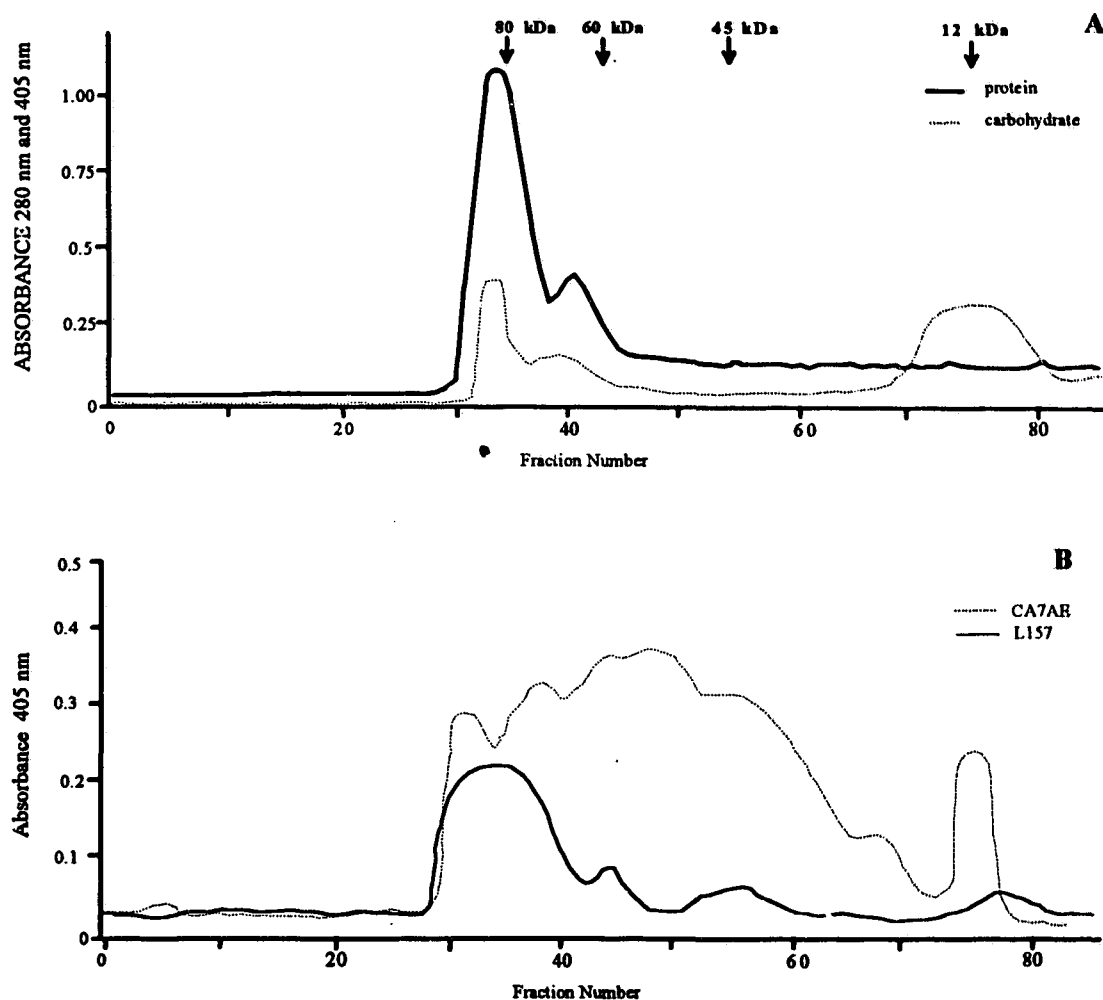 80 kDa 60 kDa 45 kDa 12 kDa
A
protein
carbohydrate
ABSORBANCE 280 nm and 405 nm
1.00
0.75
0.5
0.25
0
0 20 40 60 80
Fraction Number
B
CA7AE
L157
Absorbance 405 nm
0.5
0.4
0.3
0.2
0.1
0
0 20 40 60 80
Fraction Number